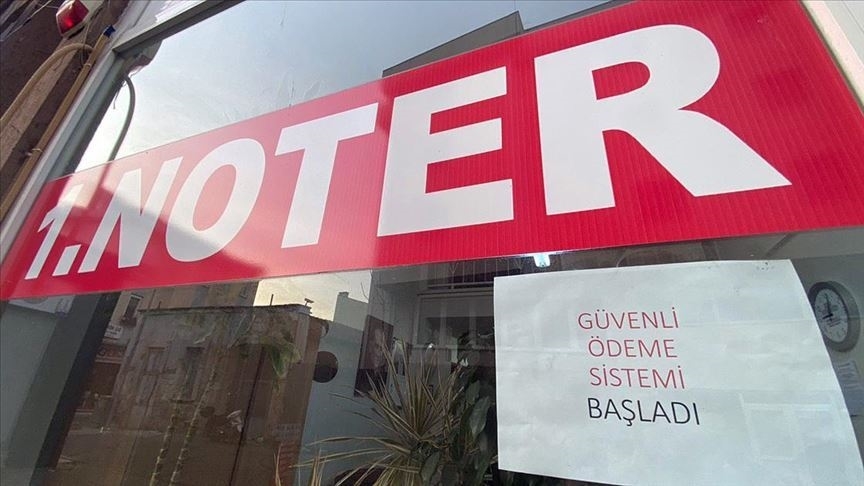 1.NOTER
GÜVENLİ
ÖDEME
SİSTEMİ
BAŞLADI